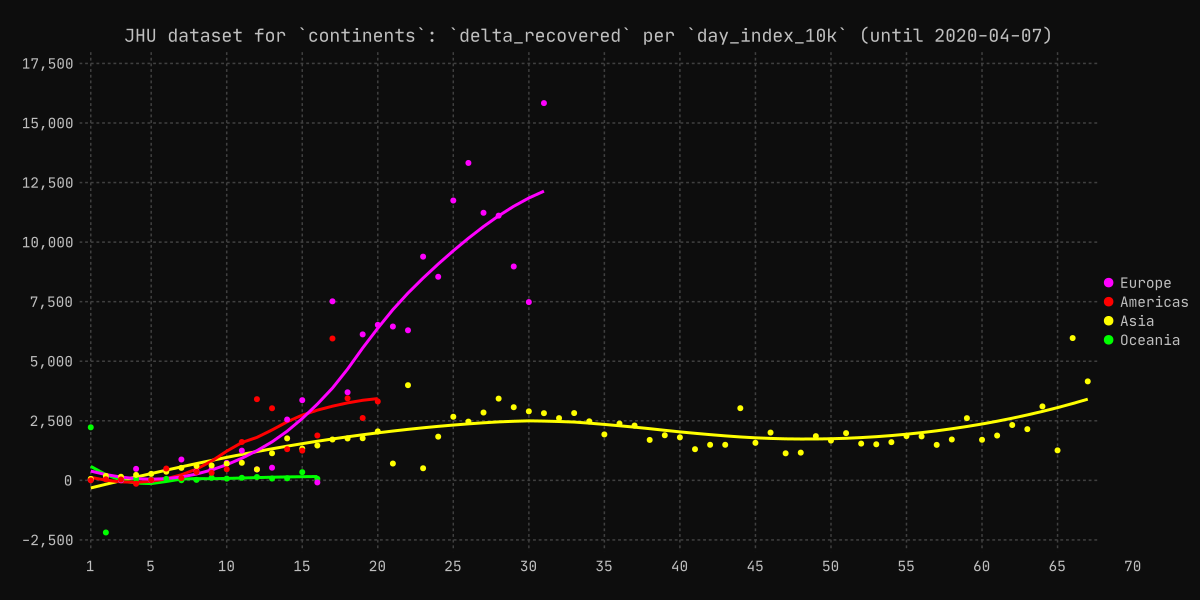 JHU dataset for `continents`: `delta_recovered` per `day_index_10k` (until 2020-04-07)
17,500
15,000
12,500
10,000
7,500
5,000
2,500
0
-2,500
1 5 10 15 20 25 30 35 40 45 50 55 60 65 70
Europe
Americas
Asia
Oceania